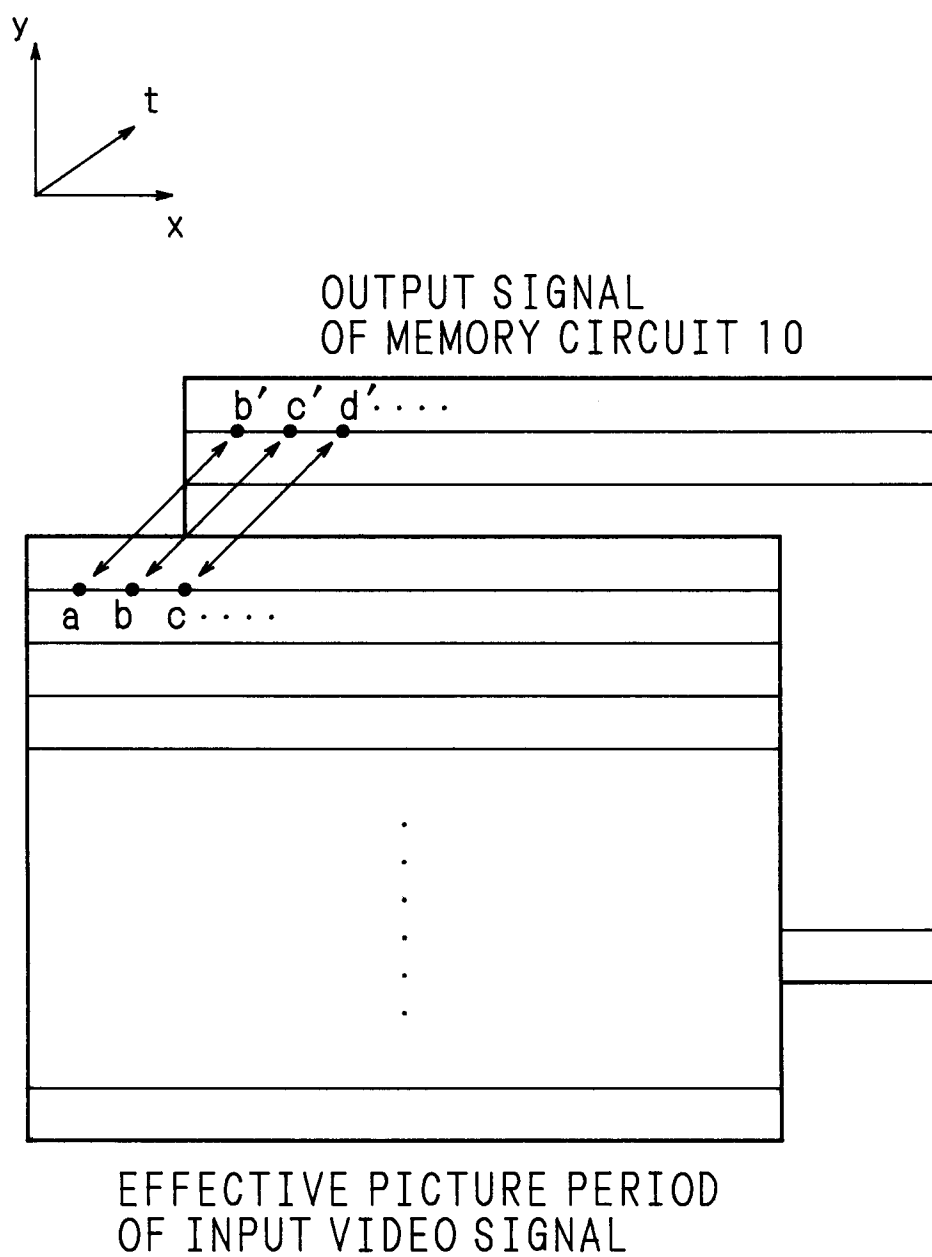 y
t
x
OUTPUT SIGNAL
OF MEMORY CIRCUIT 10
b' c' d' ····
a b c ····
EFFECTIVE PICTURE PERIOD
OF INPUT VIDEO SIGNAL